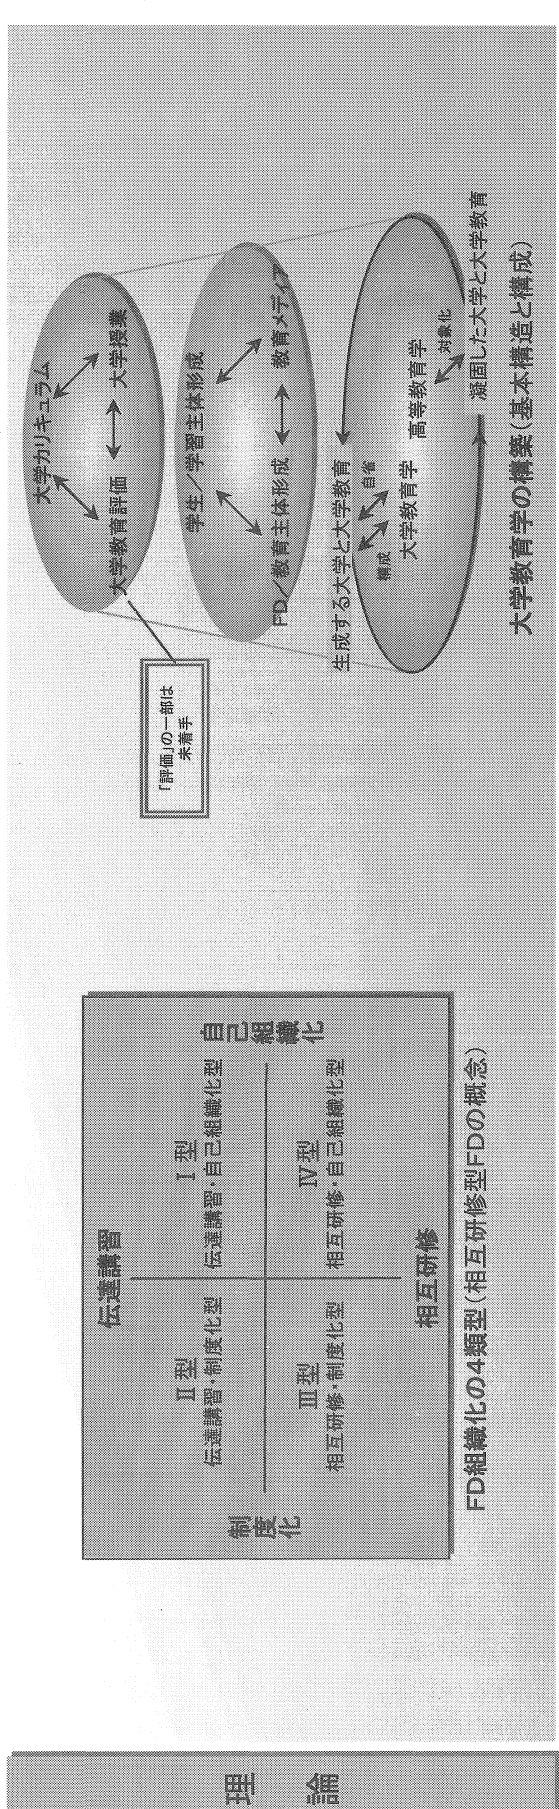 理論
伝達講習
Ⅱ型
伝達講習・制度化型
Ⅰ型
伝達講習・自己組織化型
制度化
自己組織化
Ⅲ型
相互研修・制度化型
Ⅳ型
相互研修・自己組織化型
相互研修
FD組織化の4類型(相互研修型FDの概念)
大学カリキュラム
大学教育評価
大学授業
「評価」の一部は
未着手
学生/学習主体形成
FD/教育主体形成
教育メディア
生成する大学と大学教育
構成
自省
大学教育学
高等教育学
対象化
凝固した大学と大学教育
大学教育学の構築(基本構造と構成)